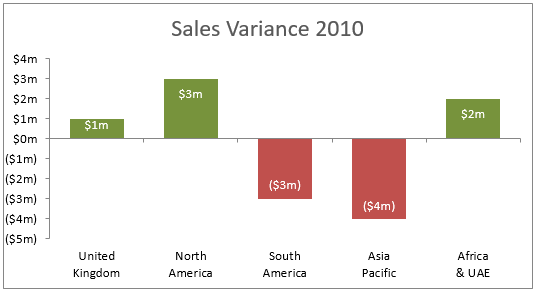 Sales Variance 2010
$4m
$3m
$2m
$1m
$0m
($1m)
($2m)
($3m)
($4m)
($5m)
$1m
$3m
($3m)
($4m)
$2m
United
Kingdom
North
America
South
America
Asia
Pacific
Africa
& UAE